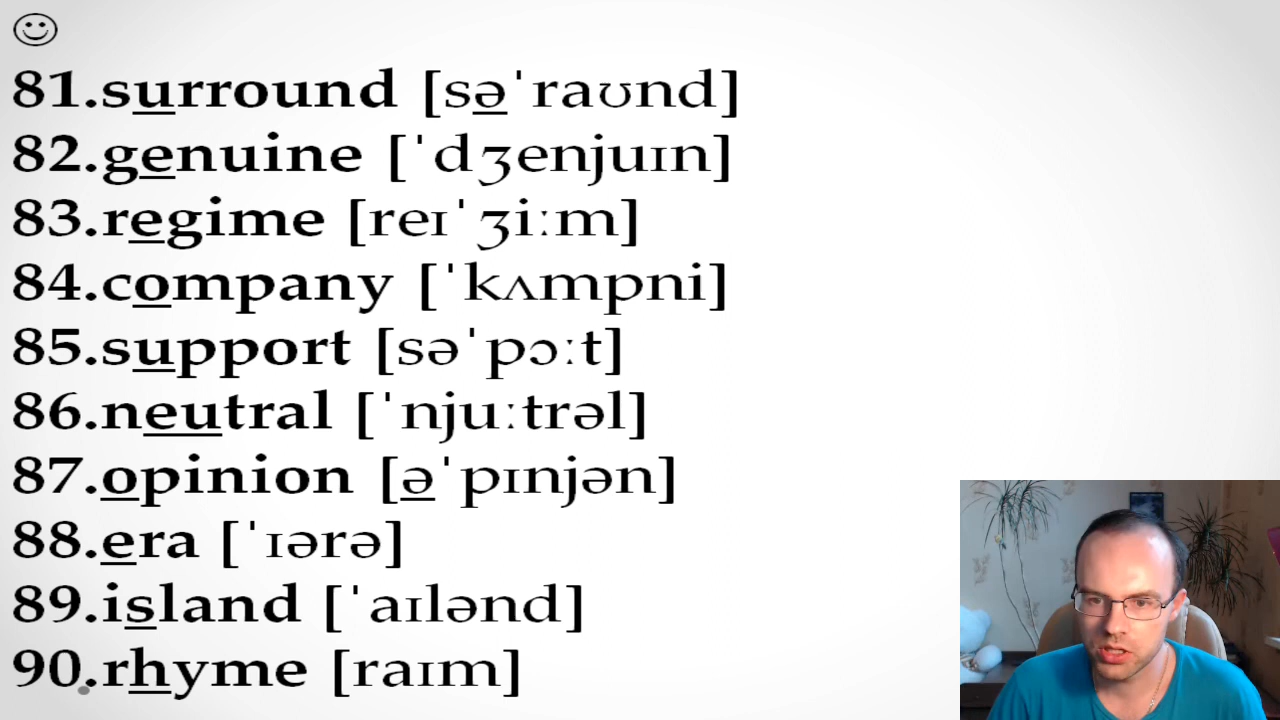 ☺
81.surround [səˈraʊnd]
82.genuine [ˈdʒenjuɪn]
83.regime [reɪˈʒiːm]
84.company [ˈkʌmpni]
85.support [səˈpɔːt]
86.neutral [ˈnjuːtrəl]
87.opinion [əˈpɪnjən]
88.era [ˈɪərə]
89.island [ˈaɪlənd]
90.rhyme [raɪm]